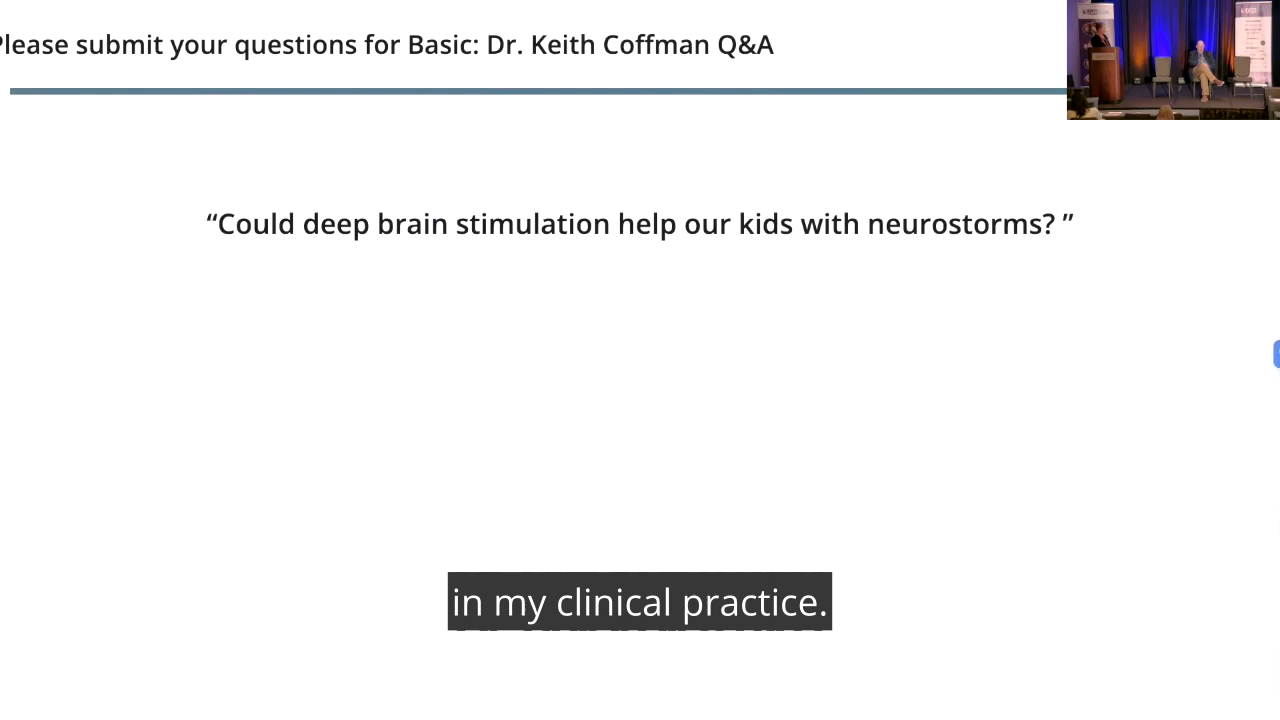 Please submit your questions for Basic: Dr. Keith Coffman Q&A
“Could deep brain stimulation help our kids with neurostorms? ”
in my clinical practice.